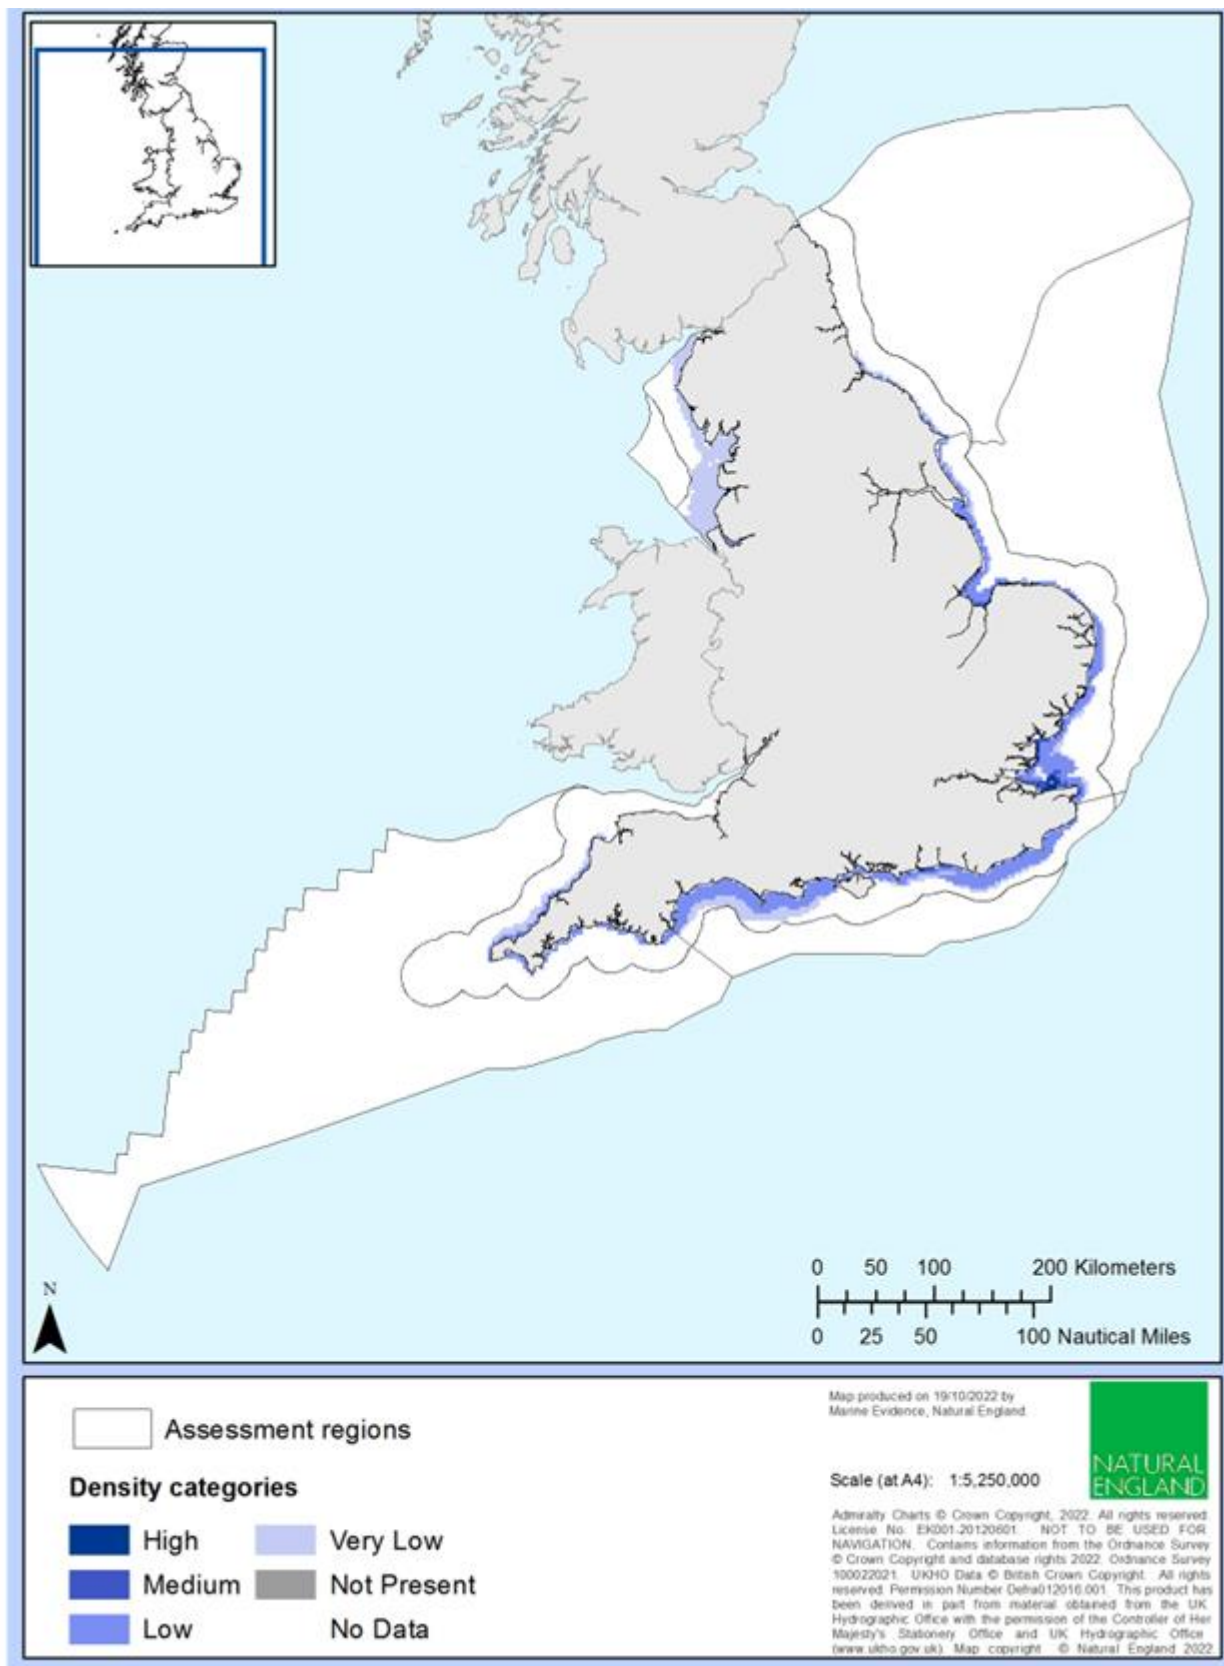 N
0 50 100 200 Kilometers
0 25 50 100 Nautical Miles
Assessment regions
Density categories
High
Medium
Low
Very Low
Not Present
No Data
Map produced on 19/10/2022 by
Marine Evidence, Natural England.
Scale (at A4): 1:5,250,000
NATURAL
ENGLAND
Admiralty Charts © Crown Copyright, 2022. All rights reserved.
License No. EK001-20120601. NOT TO BE USED FOR
NAVIGATION. Contains information from the Ordnance Survey
© Crown Copyright and database rights 2022. Ordnance Survey
100022021. UKHO Data © British Crown Copyright. All rights
reserved. Permission Number Defra012016.001. This product has
been derived in part from material obtained from the UK
Hydrographic Office with the permission of the Controller of Her
Majesty's Stationery Office and UK Hydrographic Office
(www.ukho.gov.uk). Map copyright © Natural England 2022